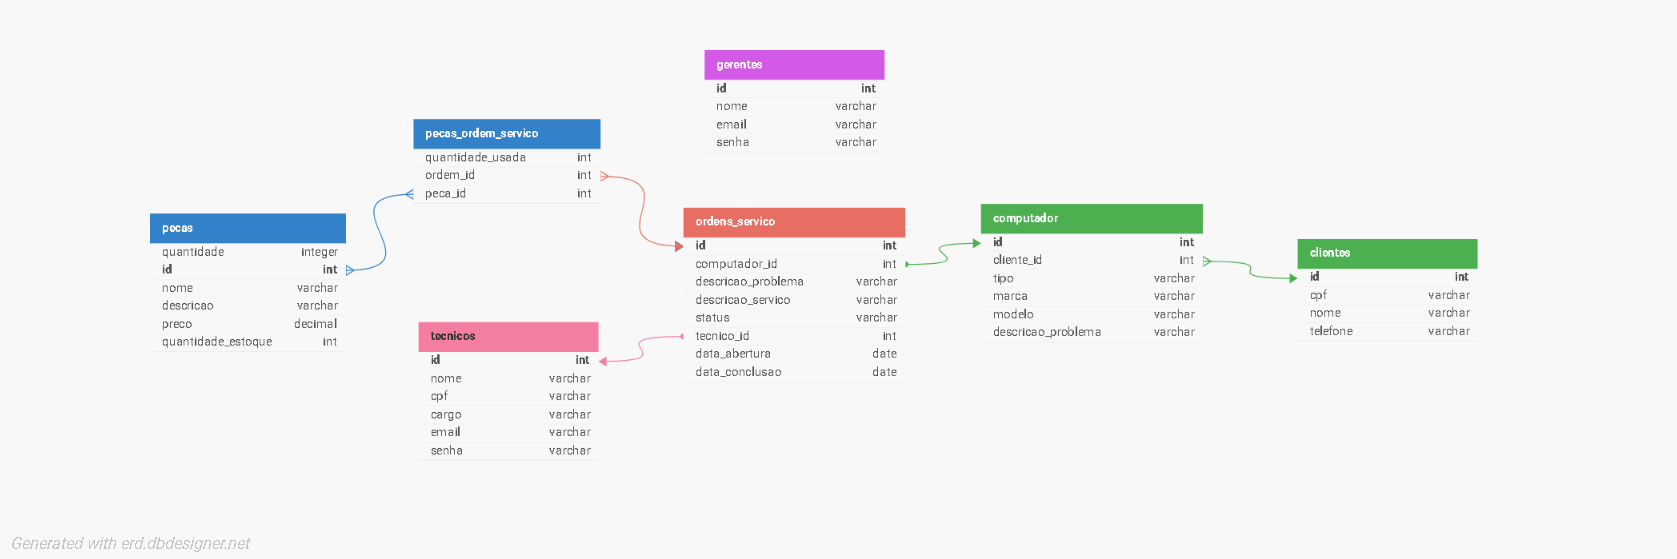 gerentes
id int
nome varchar
email varchar
senha varchar
pecas_ordem_servico
quantidade_usada int
ordem_id int
peca_id int
pecas
quantidade integer
id int
nome varchar
descricao varchar
preco decimal
quantidade_estoque int
tecnicos
id int
nome varchar
cpf varchar
cargo varchar
email varchar
senha varchar
ordens_servico
id int
computador_id int
descricao_problema varchar
descricao_servico varchar
status varchar
tecnico_id int
data_abertura date
data_conclusao date
computador
id int
cliente_id int
tipo varchar
marca varchar
modelo varchar
descricao_problema varchar
clientes
id int
cpf varchar
nome varchar
telefone varchar
Generated with erd.dbdesigner.net